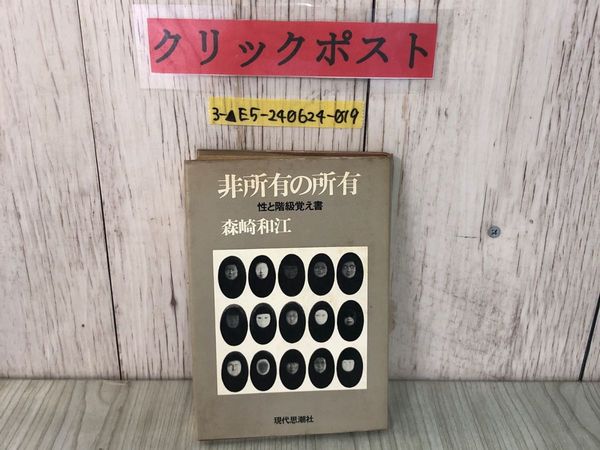 クリックポスト
3-▲E5-240624-019
非所有の所有
性と階級覚え書
森崎和江
現代思潮社